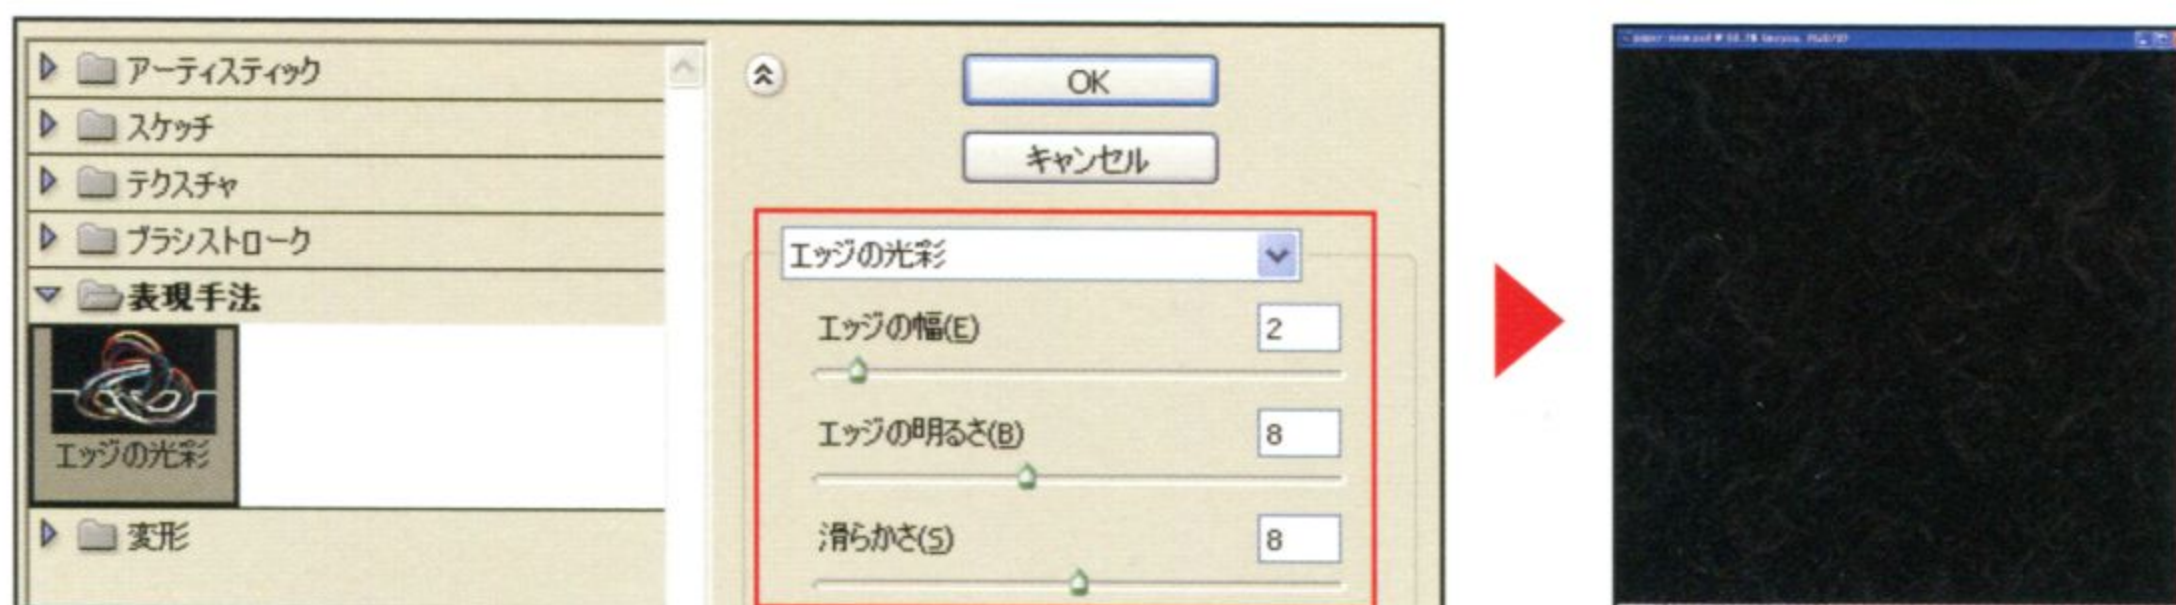 アーティスティック
スケッチ
テクスチャ
ブラシストローク
表現手法
エッジの光彩
変形
OK
キャンセル
エッジの光彩
エッジの幅(E)
2
エッジの明るさ(B)
8
滑らかさ(S)
8